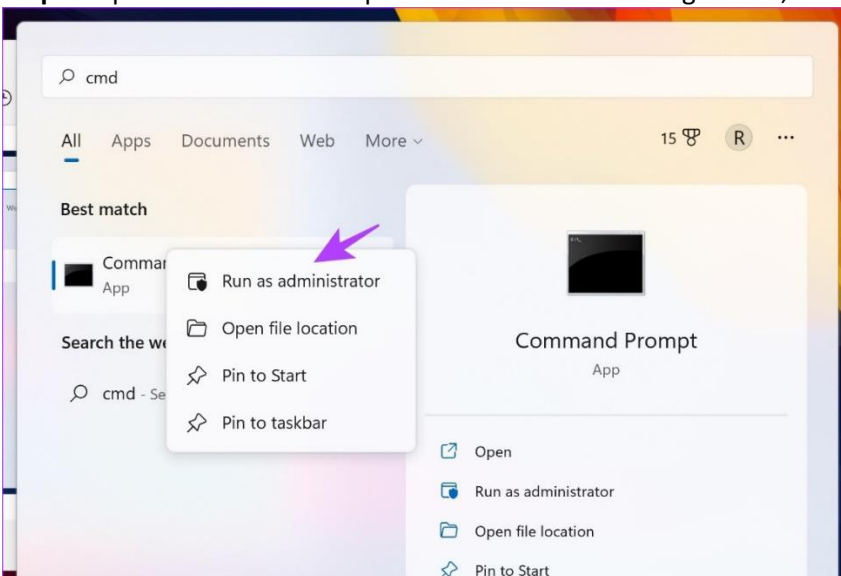 cmd
All Apps Documents Web More 15 R ...
Best match
Comman
App
Run as administrator
Open file location
Pin to Start
Pin to taskbar
Search the we
cmd - Se
Command Prompt
App
Open
Run as administrator
Open file location
Pin to Start